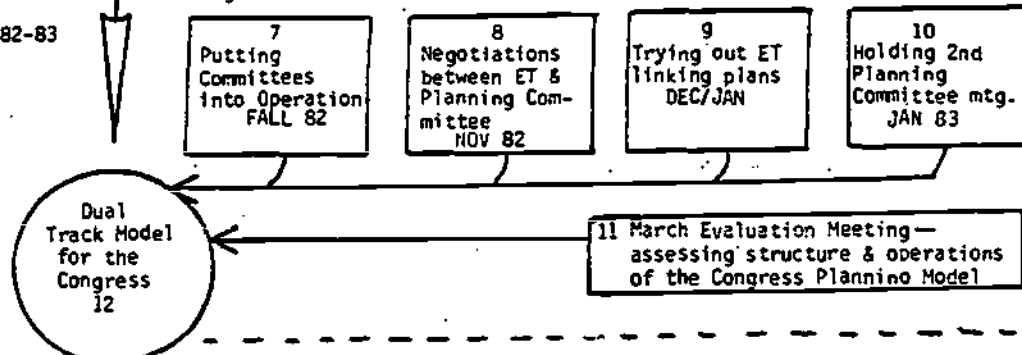 82-83
7
Putting
Committees
into Operation
FALL 82
8
Negotiations
between ET &
Planning Com-
mittee
NOV 82
9
Trying out ET
linking plans
DEC/JAN
10
Holding 2nd
Planning
Committee mtg.
JAN 83
Dual
Track Model
for the
Congress
12
11 March Evaluation Meeting—
assessing structure & operations
of the Congress Planning Model